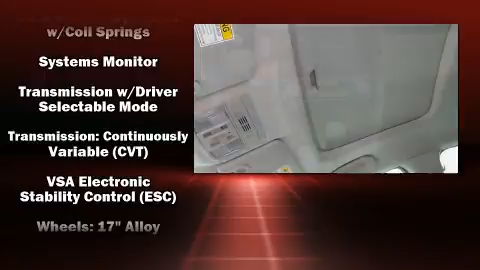 w/Coil Springs
Systems Monitor
Transmission w/Driver
Selectable Mode
Transmission: Continuously
Variable (CVT)
VSA Electronic
Stability Control (ESC)
Wheels: 17" Alloy